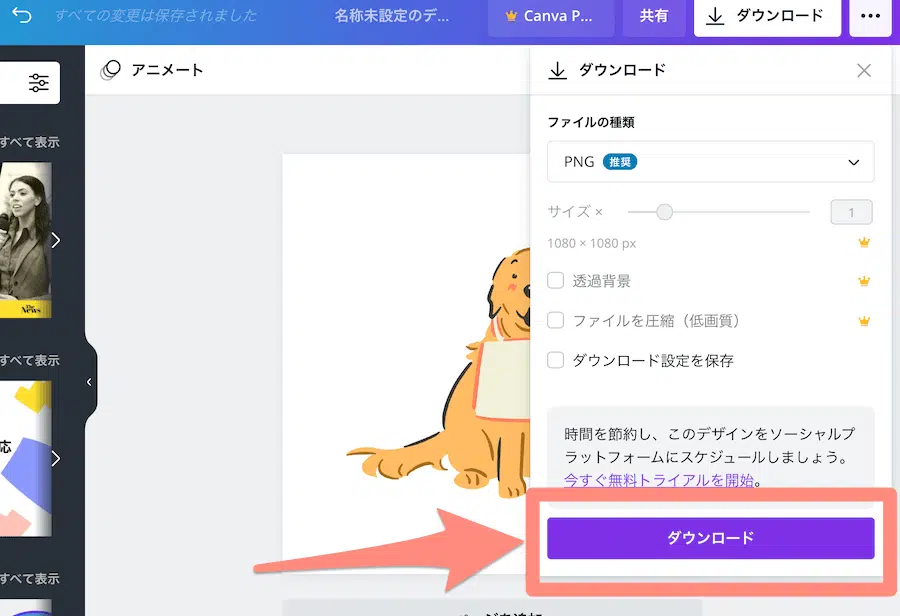 すべての変更は保存されました
名称未設定のデ...
Canva P...
共有
ダウンロード
アニメート
ダウンロード
すべて表示
ファイルの種類
PNG 推奨
サイズ ×
1
1080 × 1080 px
The News
透過背景
ファイルを圧縮（低画質）
すべて表示
ダウンロード設定を保存
応
時間を節約し、このデザインをソーシャルプ
ラットフォームにスケジュールしましょう。
今すぐ無料トライアルを開始。
ダウンロード
すべて表示